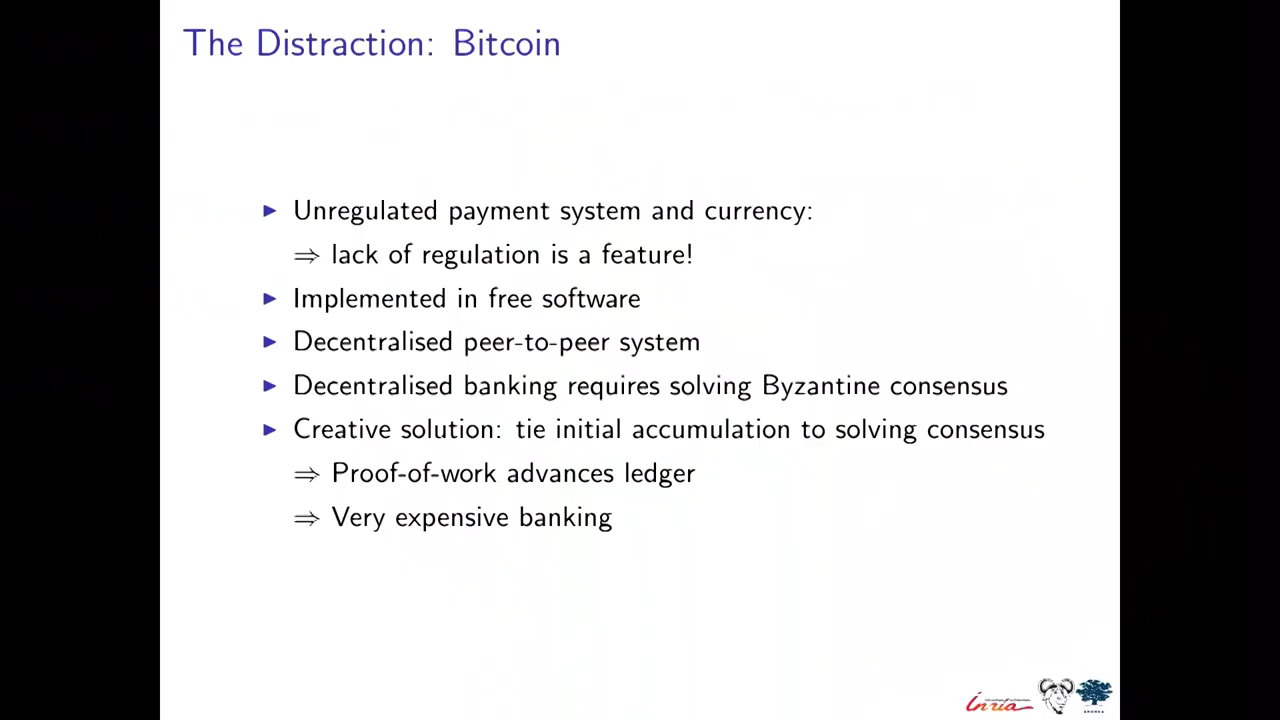 The Distraction: Bitcoin
▶ Unregulated payment system and currency:
⇒ lack of regulation is a feature!
▶ Implemented in free software
▶ Decentralised peer-to-peer system
▶ Decentralised banking requires solving Byzantine consensus
▶ Creative solution: tie initial accumulation to solving consensus
⇒ Proof-of-work advances ledger
⇒ Very expensive banking
Inria